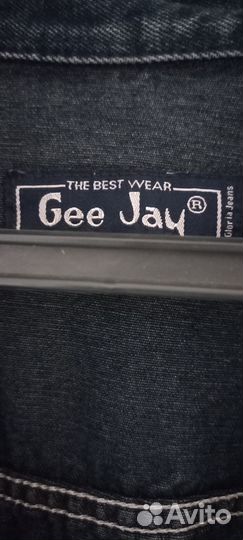 THE BEST WEAR
Gee Jay ®
Gloria Jeans
Avito